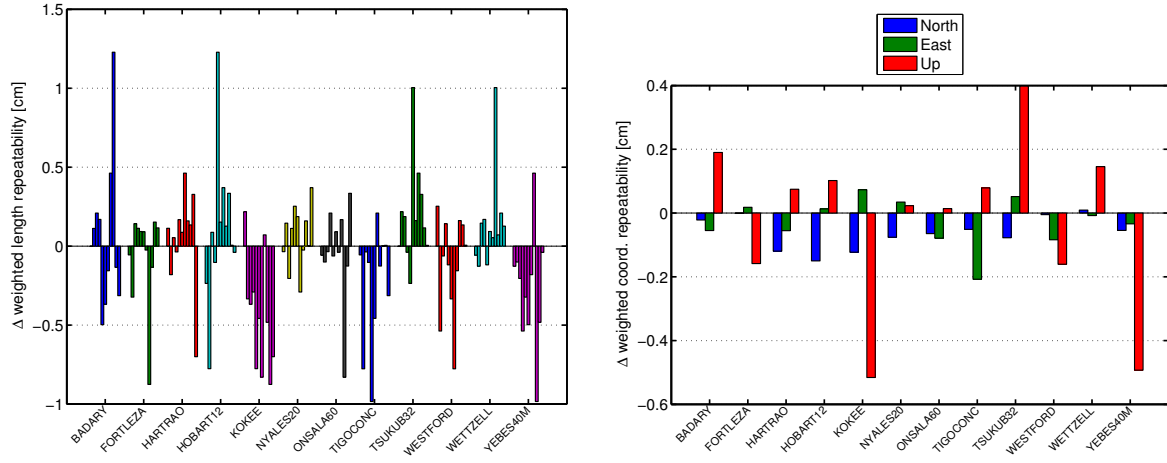 Δ weighted length repeatability [cm]
1.5
1
0.5
0
−0.5
−1
BADARY
FORTLEZA
HARTRAO
HOBART12
KOKEE
NYALES20
ONSALA60
TIGOCONC
TSUKUB32
WESTFORD
WETTZELL
YEBES40M
North
East
Up
Δ weighted coord. repeatability [cm]
0.4
0.2
0
−0.2
−0.4
−0.6
BADARY
FORTLEZA
HARTRAO
HOBART12
KOKEE
NYALES20
ONSALA60
TIGOCONC
TSUKUB32
WESTFORD
WETTZELL
YEBES40M